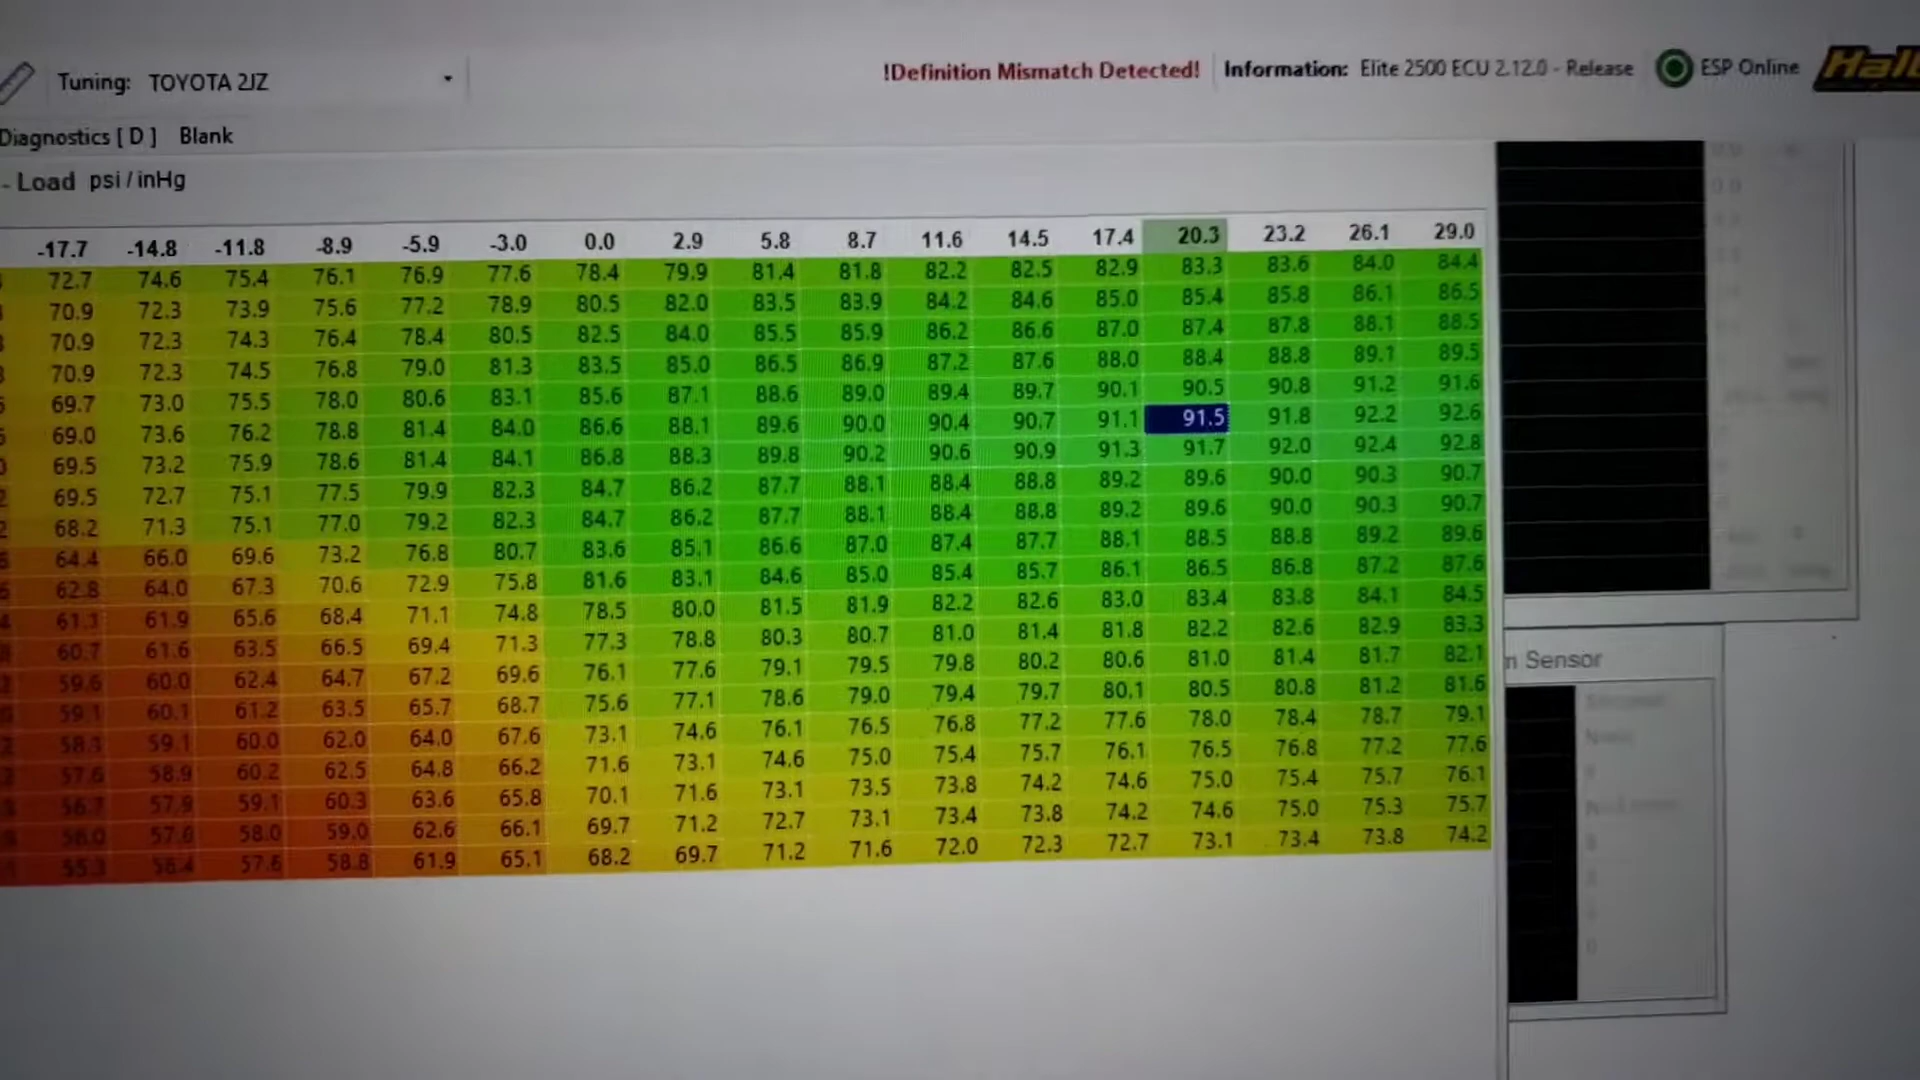 Tuning: TOYOTA 2JZ !Definition Mismatch Detected! Information: Elite 2500 ECU 2.12.0 - Release ESP Online
Diagnostics [ D ] Blank
- Load psi / inHg
-17.7 -14.8 -11.8 -8.9 -5.9 -3.0 0.0 2.9 5.8 8.7 11.6 14.5 17.4 20.3 23.2 26.1 29.0
72.7 74.6 75.4 76.1 76.9 77.6 78.4 79.9 81.4 81.8 82.2 82.5 82.9 83.3 83.6 84.0 84.4
70.9 72.3 73.9 75.6 77.2 78.9 80.5 82.0 83.5 83.9 84.2 84.6 85.0 85.4 85.8 86.1 86.5
70.9 72.3 74.3 76.4 78.4 80.5 82.5 84.0 85.5 85.9 86.2 86.6 87.0 87.4 87.8 88.1 88.5
70.9 72.3 74.5 76.8 79.0 81.3 83.5 85.0 86.5 86.9 87.2 87.6 88.0 88.4 88.8 89.1 89.5
69.7 73.0 75.5 78.0 80.6 83.1 85.6 87.1 88.6 89.0 89.4 89.7 90.1 90.5 90.8 91.2 91.6
69.0 73.6 76.2 78.8 81.4 84.0 86.6 88.1 89.6 90.0 90.4 90.7 91.1 91.5 91.8 92.2 92.6
69.5 73.2 75.9 78.6 81.4 84.1 86.8 88.3 89.8 90.2 90.6 90.9 91.3 91.7 92.0 92.4 92.8
69.5 72.7 75.1 77.5 79.9 82.3 84.7 86.2 87.7 88.1 88.4 88.8 89.2 89.6 90.0 90.3 90.7
68.2 71.3 75.1 77.0 79.2 82.3 84.7 86.2 87.7 88.1 88.4 88.8 89.2 89.6 90.0 90.3 90.7
64.4 66.0 69.6 73.2 76.8 80.7 83.6 85.1 86.6 87.0 87.4 87.7 88.1 88.5 88.8 89.2 89.6
62.8 64.0 67.3 70.6 72.9 75.8 81.6 83.1 84.6 85.0 85.4 85.7 86.1 86.5 86.8 87.2 87.6
61.1 61.9 65.6 68.4 71.1 74.8 78.5 80.0 81.5 81.9 82.2 82.6 83.0 83.4 83.8 84.1 84.5
60.7 61.6 63.5 66.5 69.4 71.3 77.3 78.8 80.3 80.7 81.0 81.4 81.8 82.2 82.6 82.9 83.3
59.6 60.0 62.4 64.7 67.2 69.6 76.1 77.6 79.1 79.5 79.8 80.2 80.6 81.0 81.4 81.7 82.1
59.1 60.1 61.2 63.5 65.7 68.7 75.6 77.1 78.6 79.0 79.4 79.7 80.1 80.5 80.8 81.2 81.6
58.1 59.1 60.0 62.0 64.0 67.6 73.1 74.6 76.1 76.5 76.8 77.2 77.6 78.0 78.4 78.7 79.1
57.6 58.9 60.2 62.5 64.8 66.2 71.6 73.1 74.6 75.0 75.4 75.7 76.1 76.5 76.8 77.2 77.6
56.7 57.9 59.1 60.3 63.6 65.8 70.1 71.6 73.1 73.5 73.8 74.2 74.6 75.0 75.4 75.7 76.1
56.0 57.0 58.0 59.0 62.6 66.1 69.7 71.2 72.7 73.1 73.4 73.8 74.2 74.6 75.0 75.3 75.7
55.3 56.4 57.6 58.8 61.9 65.1 68.2 69.7 71.2 71.6 72.0 72.3 72.7 73.1 73.4 73.8 74.2
Sensor